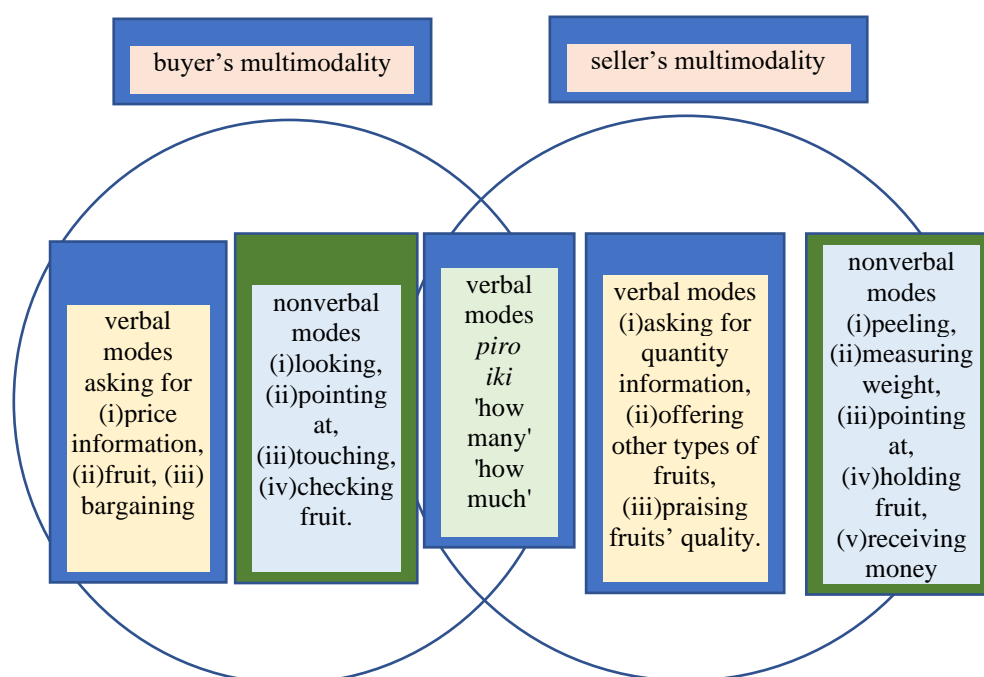 buyer's multimodality
seller's multimodality
verbal
modes
asking for
(i)price
information,
(ii)fruit, (iii)
bargaining
nonverbal
modes
(i)looking,
(ii)pointing
at,
(iii)touching,
(iv)checking
fruit.
verbal
modes
piro
iki
'how
many'
'how
much'
verbal modes
(i)asking for
quantity
information,
(ii)offering
other types of
fruits,
(iii)praising
fruits’ quality.
nonverbal
modes
(i)peeling,
(ii)measuring
weight,
(iii)pointing
at,
(iv)holding
fruit,
(v)receiving
money